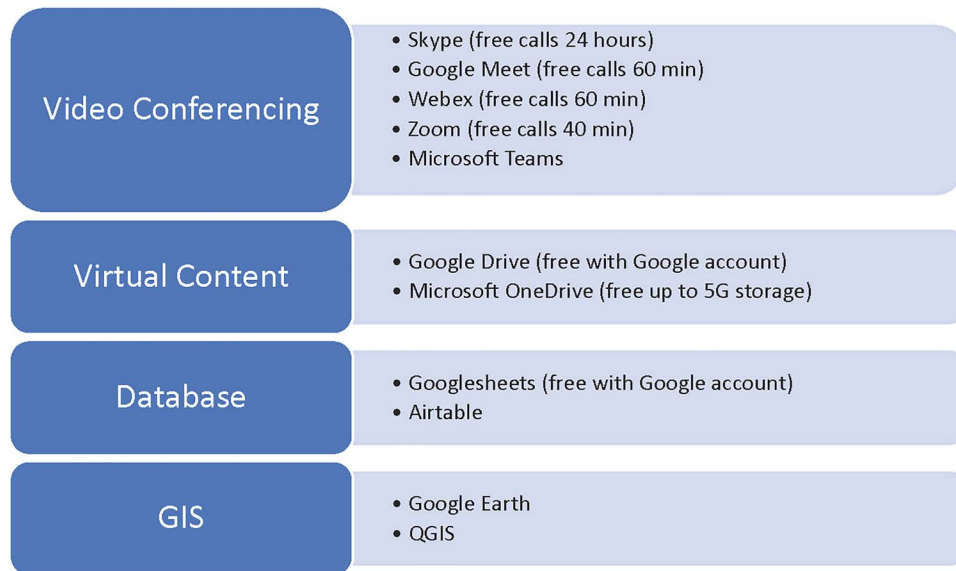 Video Conferencing
• Skype (free calls 24 hours)
• Google Meet (free calls 60 min)
• Webex (free calls 60 min)
• Zoom (free calls 40 min)
• Microsoft Teams
Virtual Content
• Google Drive (free with Google account)
• Microsoft OneDrive (free up to 5G storage)
Database
• Googlesheets (free with Google account)
• Airtable
GIS
• Google Earth
• QGIS